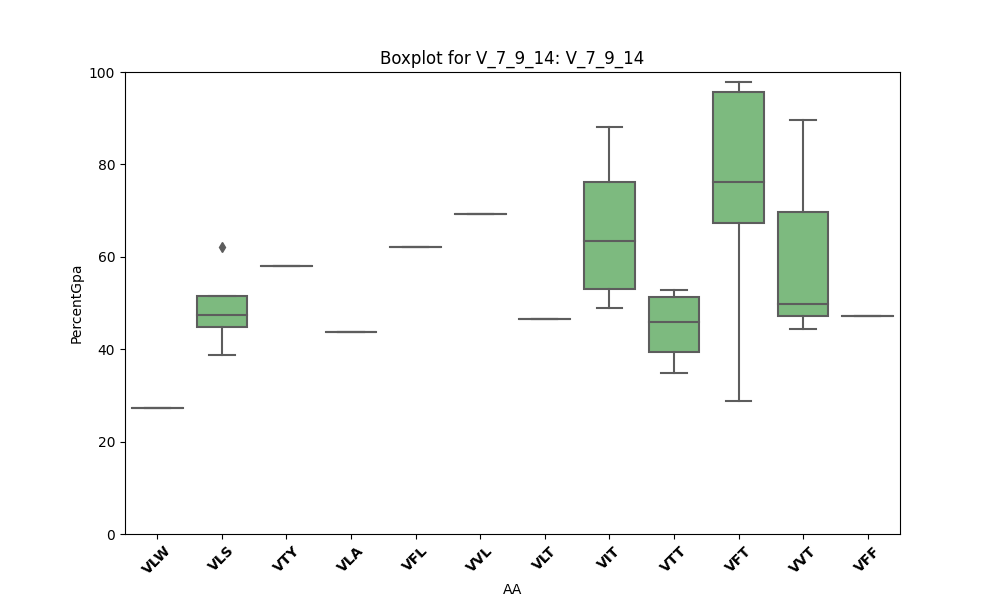 Boxplot for V_7_9_14: V_7_9_14
100
80
60
40
20
0
PercentGpa
VLW VLS VTY VLA VFL VVL VLT VIT VTT VFT VVT VFF
AA